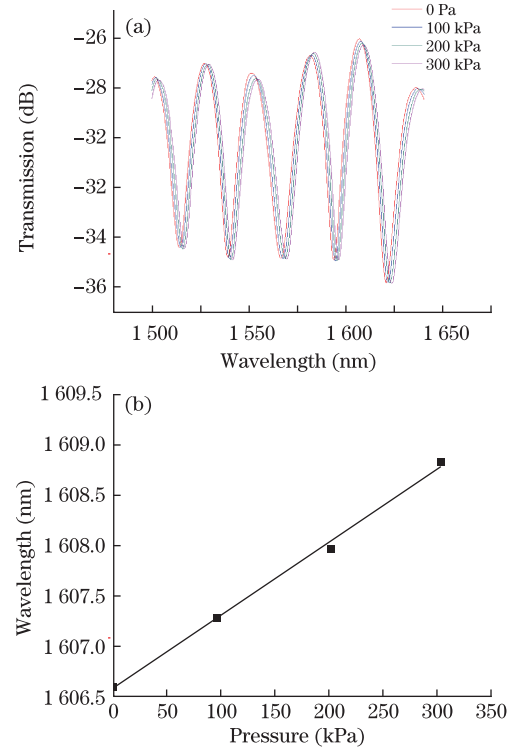 (a)
0 Pa
100 kPa
200 kPa
300 kPa
−26
−28
−32
−32
−34
−36
Transmission (dB)
1 500
1 550
1 600
1 650
Wavelength (nm)
(b)
1 609.5
1 609.0
1 608.5
1 608.0
1 607.5
1 607.0
1 606.5
Wavelength (nm)
0
50
100
150
200
250
300
350
Pressure (kPa)